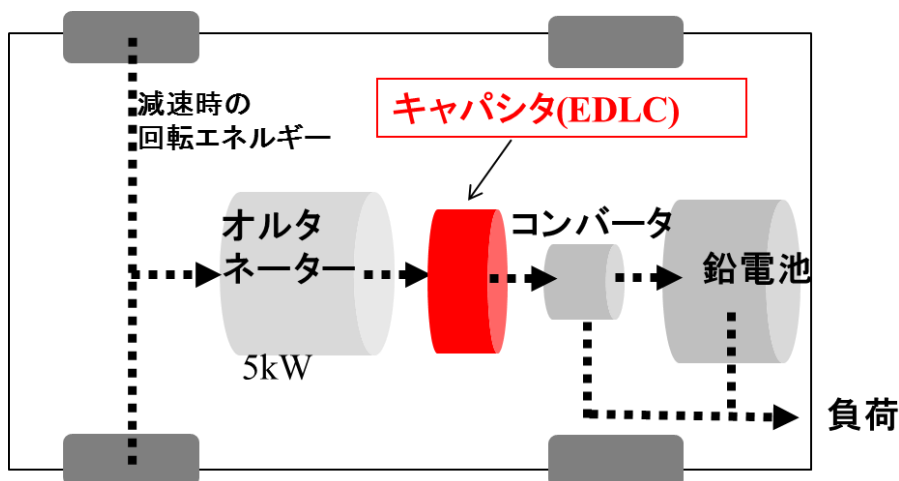 減速時の
回転エネルギー
キャパシタ(EDLC)
オルタ
ネーター
コンバータ
鉛電池
5kW
負荷